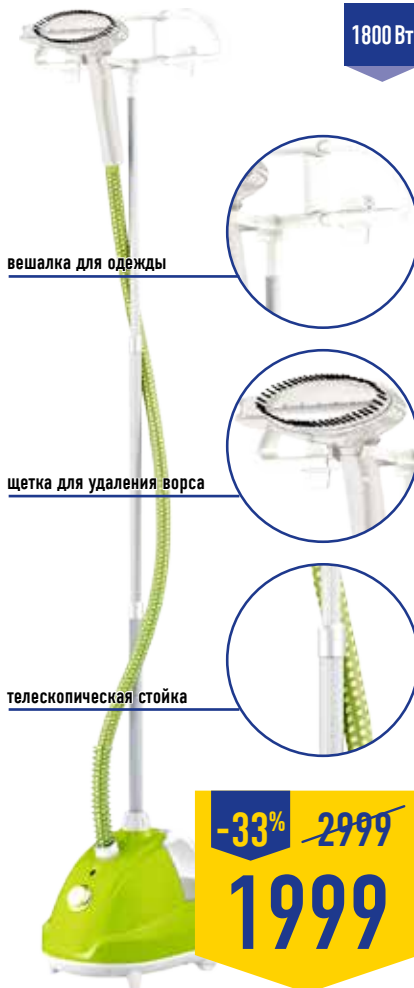 1800 Вт
вешалка для одежды
щетка для удаления ворса
телескопическая стойка
-33% 2999
1999